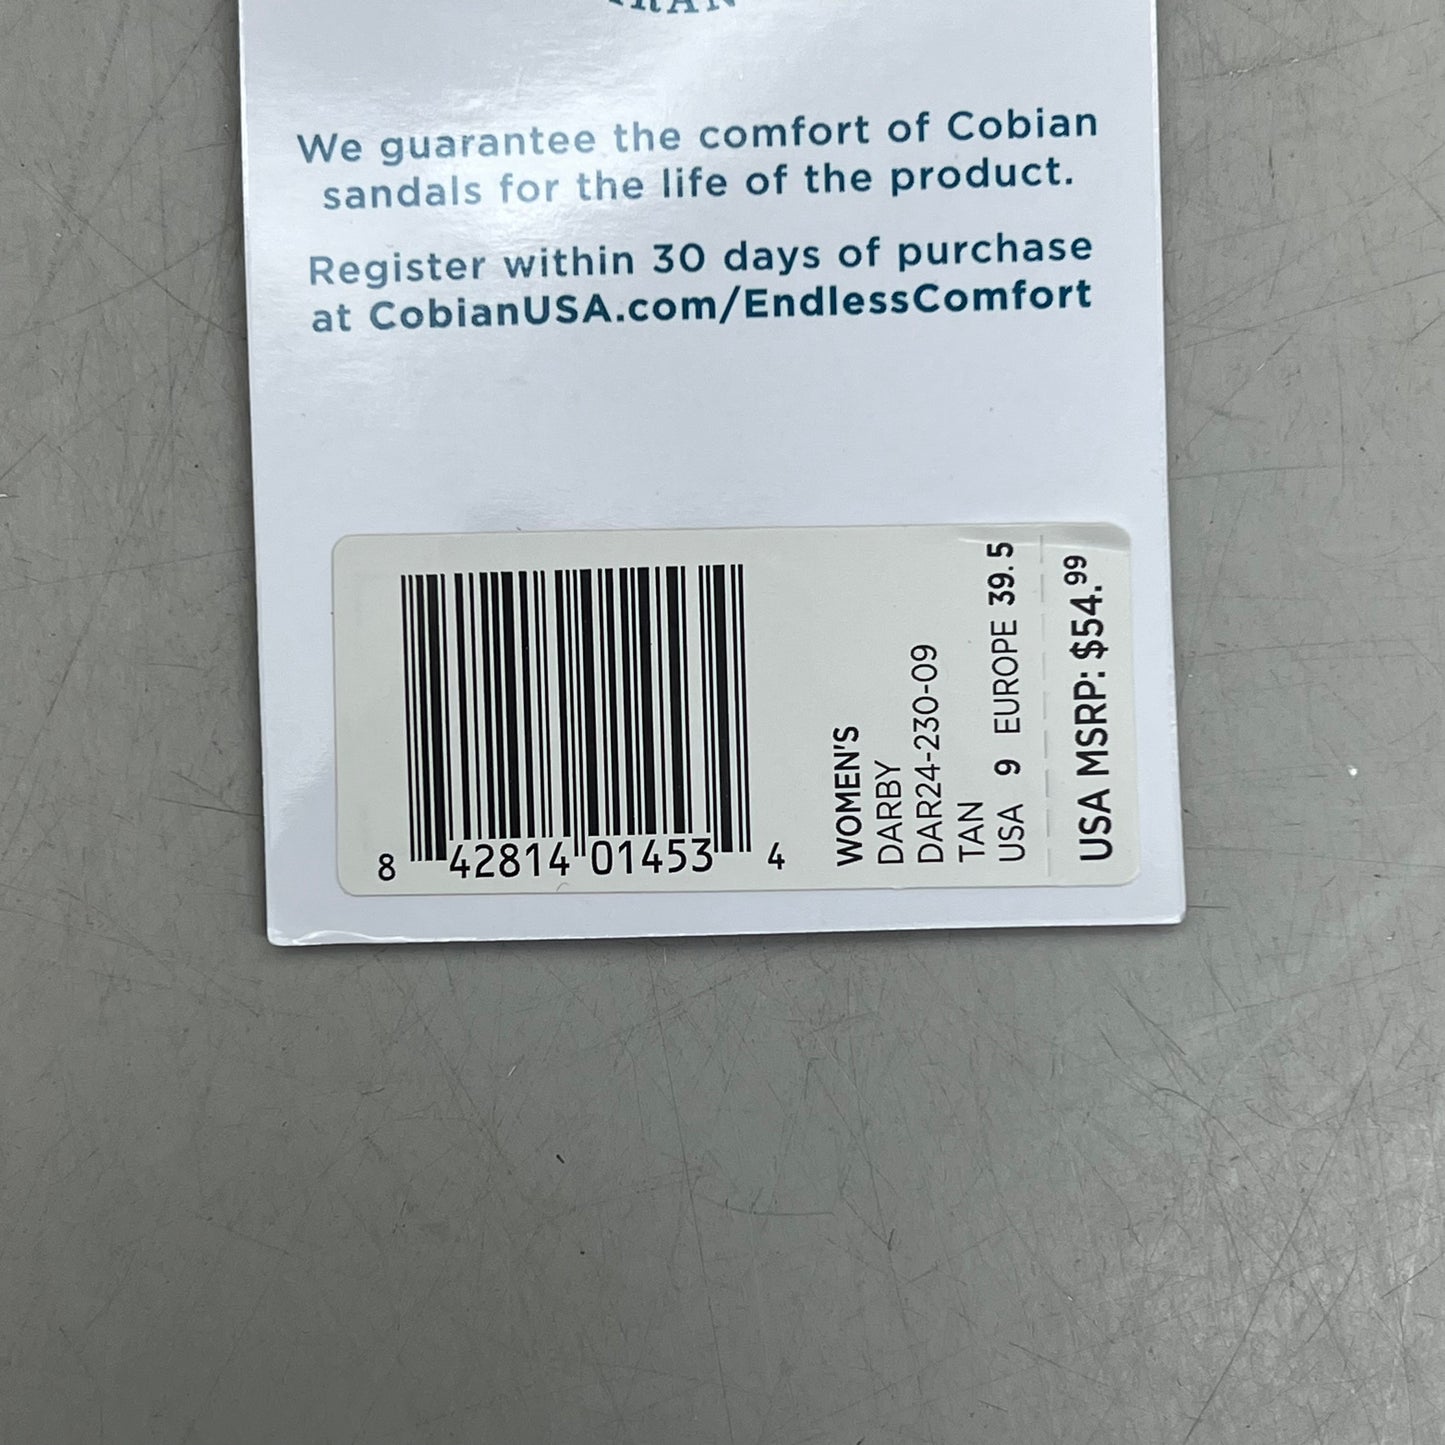 We guarantee the comfort of Cobian
sandals for the life of the product.
Register within 30 days of purchase
at CobianUSA.com/EndlessComfort
8 42814 01453 4
WOMEN'S
DARBY
DAR24-230-09
TAN
USA 9 EUROPE 39.5
USA MSRP: $54.99